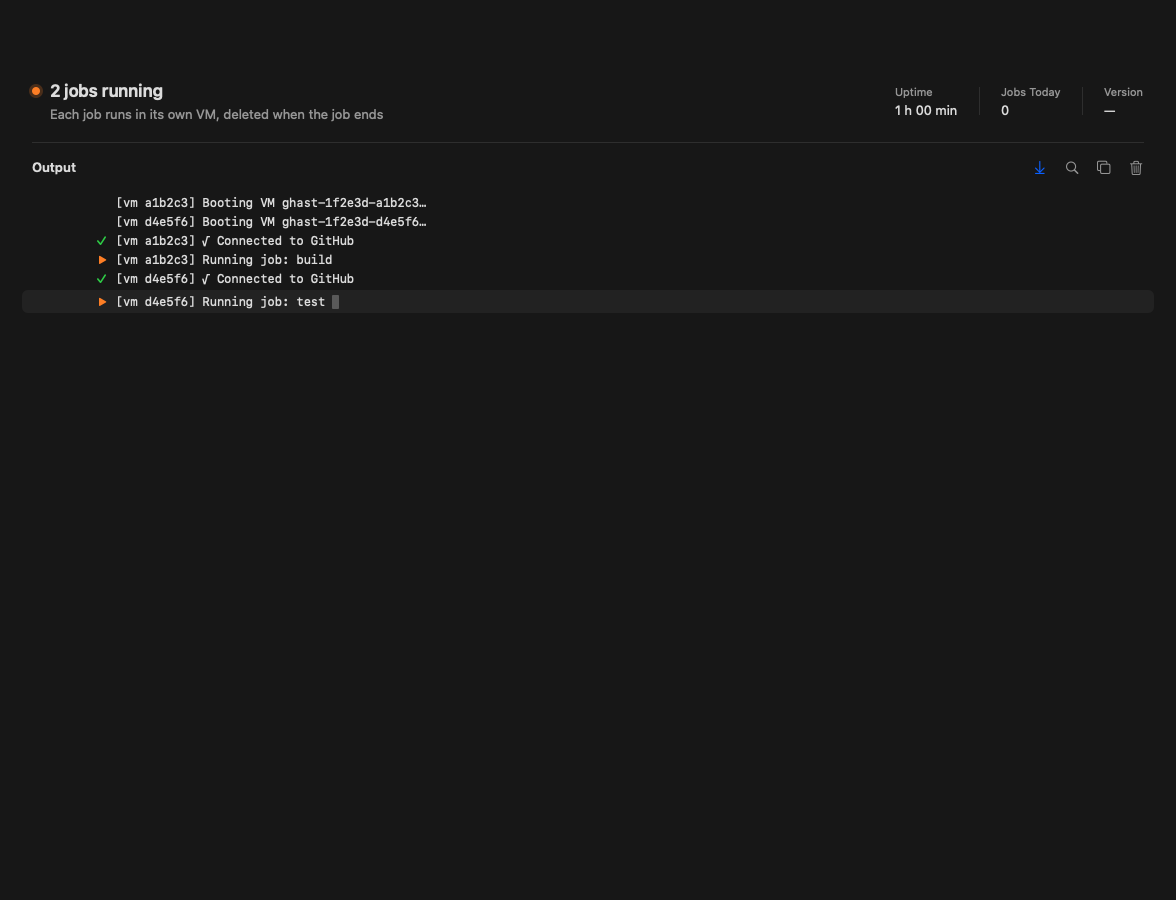 2 jobs running
Each job runs in its own VM, deleted when the job ends
Uptime
1 h 00 min
Jobs Today
0
Version
—
Output
[vm a1b2c3] Booting VM ghast-1f2e3d-a1b2c3…
[vm d4e5f6] Booting VM ghast-1f2e3d-d4e5f6…
✓ [vm a1b2c3] √ Connected to GitHub
▶ [vm a1b2c3] Running job: build
✓ [vm d4e5f6] √ Connected to GitHub
▶ [vm d4e5f6] Running job: test